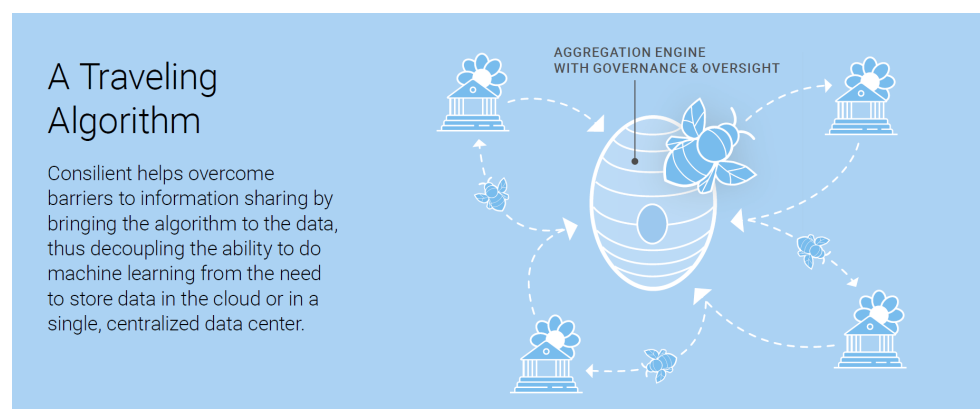 A Traveling
Algorithm
Consilient helps overcome
barriers to information sharing by
bringing the algorithm to the data,
thus decoupling the ability to do
machine learning from the need
to store data in the cloud or in a
single, centralized data center.
AGGREGATION ENGINE
WITH GOVERNANCE & OVERSIGHT